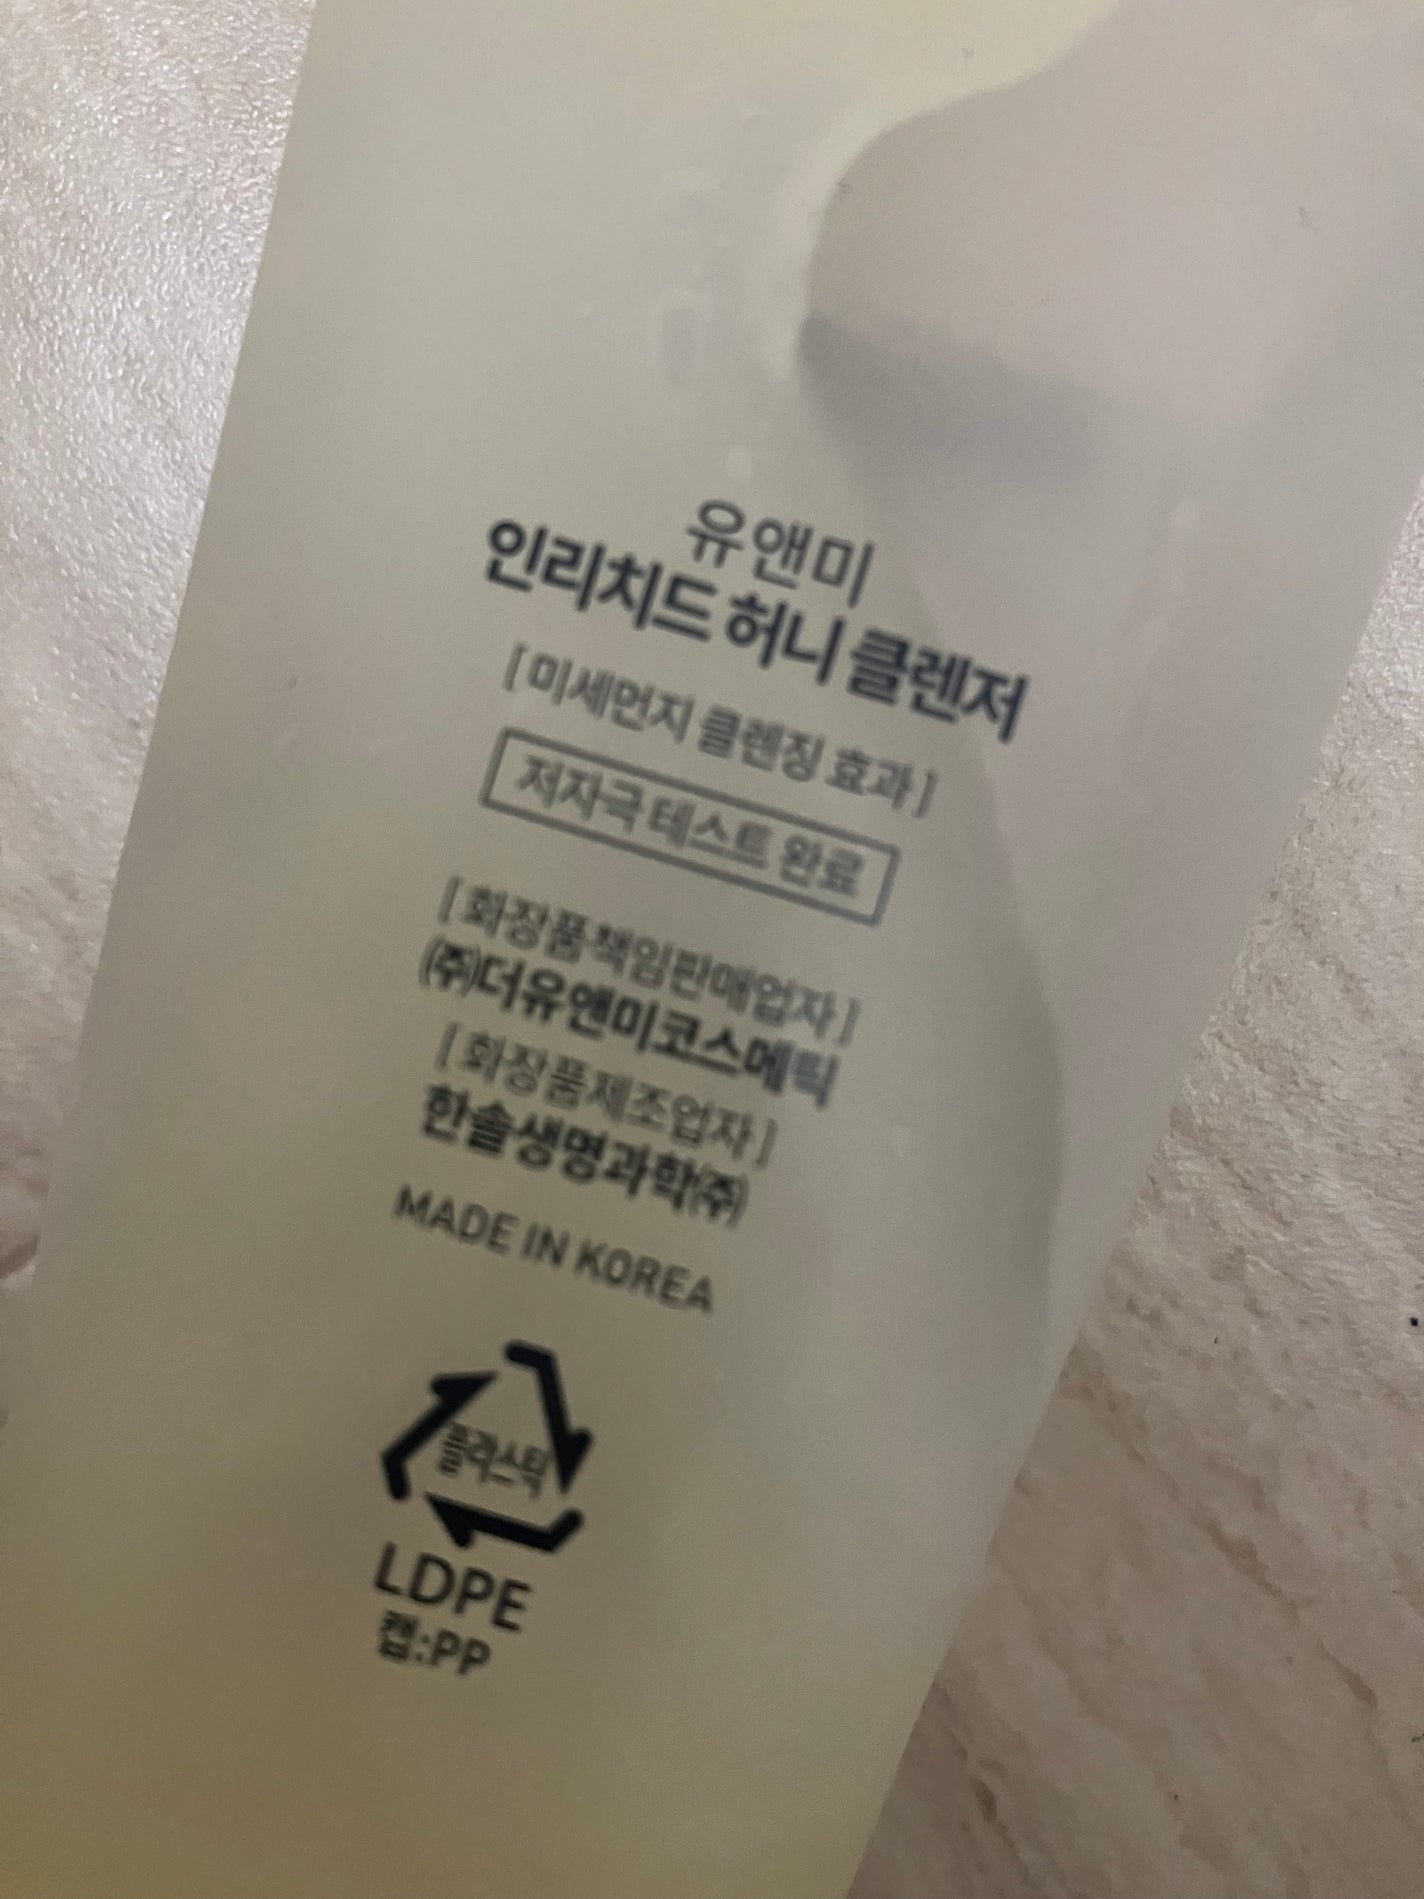 유앤미
인리치드 허니 클렌저
[ 미세먼지 클렌징 효과 ]
저자극 테스트 완료
[ 화장품책임판매업자 ]
(주)더유앤미코스메틱
[ 화장품제조업자 ]
한솔생명과학(주)
MADE IN KOREA
플라스틱
LDPE
캡:PP